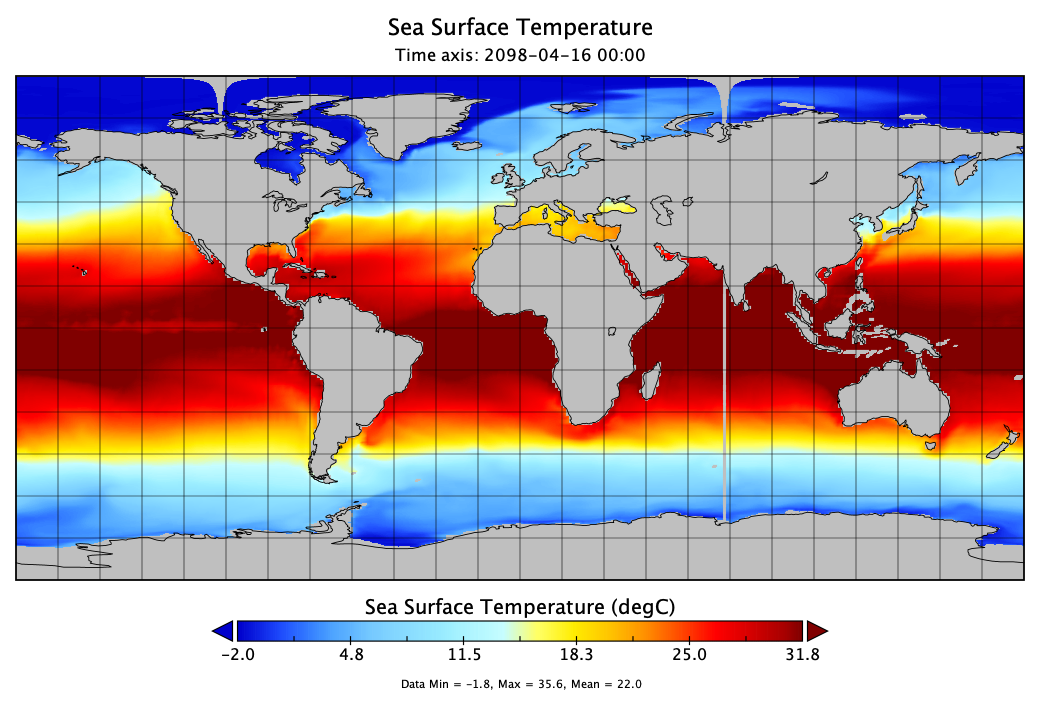 Sea Surface Temperature
Time axis: 2098-04-16 00:00
Sea Surface Temperature (degC)
-2.0 4.8 11.5 18.3 25.0 31.8
Data Min = -1.8, Max = 35.6, Mean = 22.0